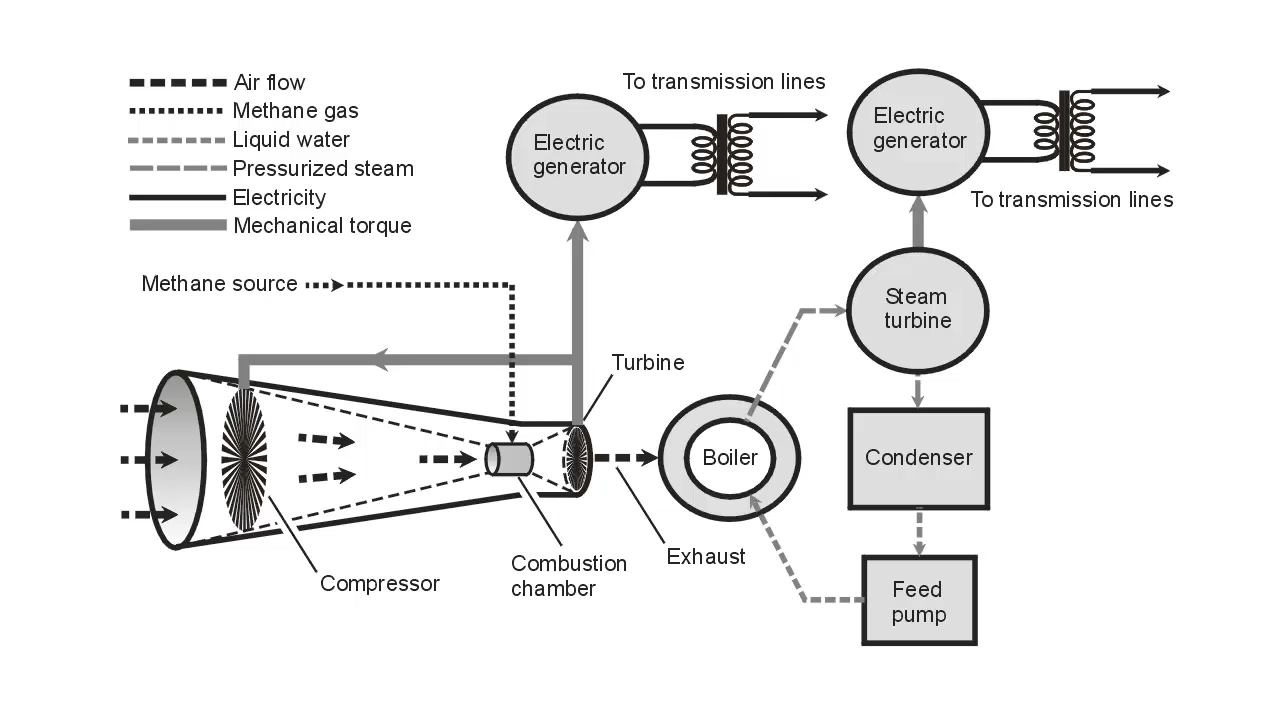 Air flow
Methane gas
Liquid water
Pressurized steam
Electricity
Mechanical torque
To transmission lines
Electric
generator
Electric
generator
To transmission lines
Methane source
Steam
turbine
Turbine
Boiler
Condenser
Compressor
Combustion
chamber
Exhaust
Feed
pump